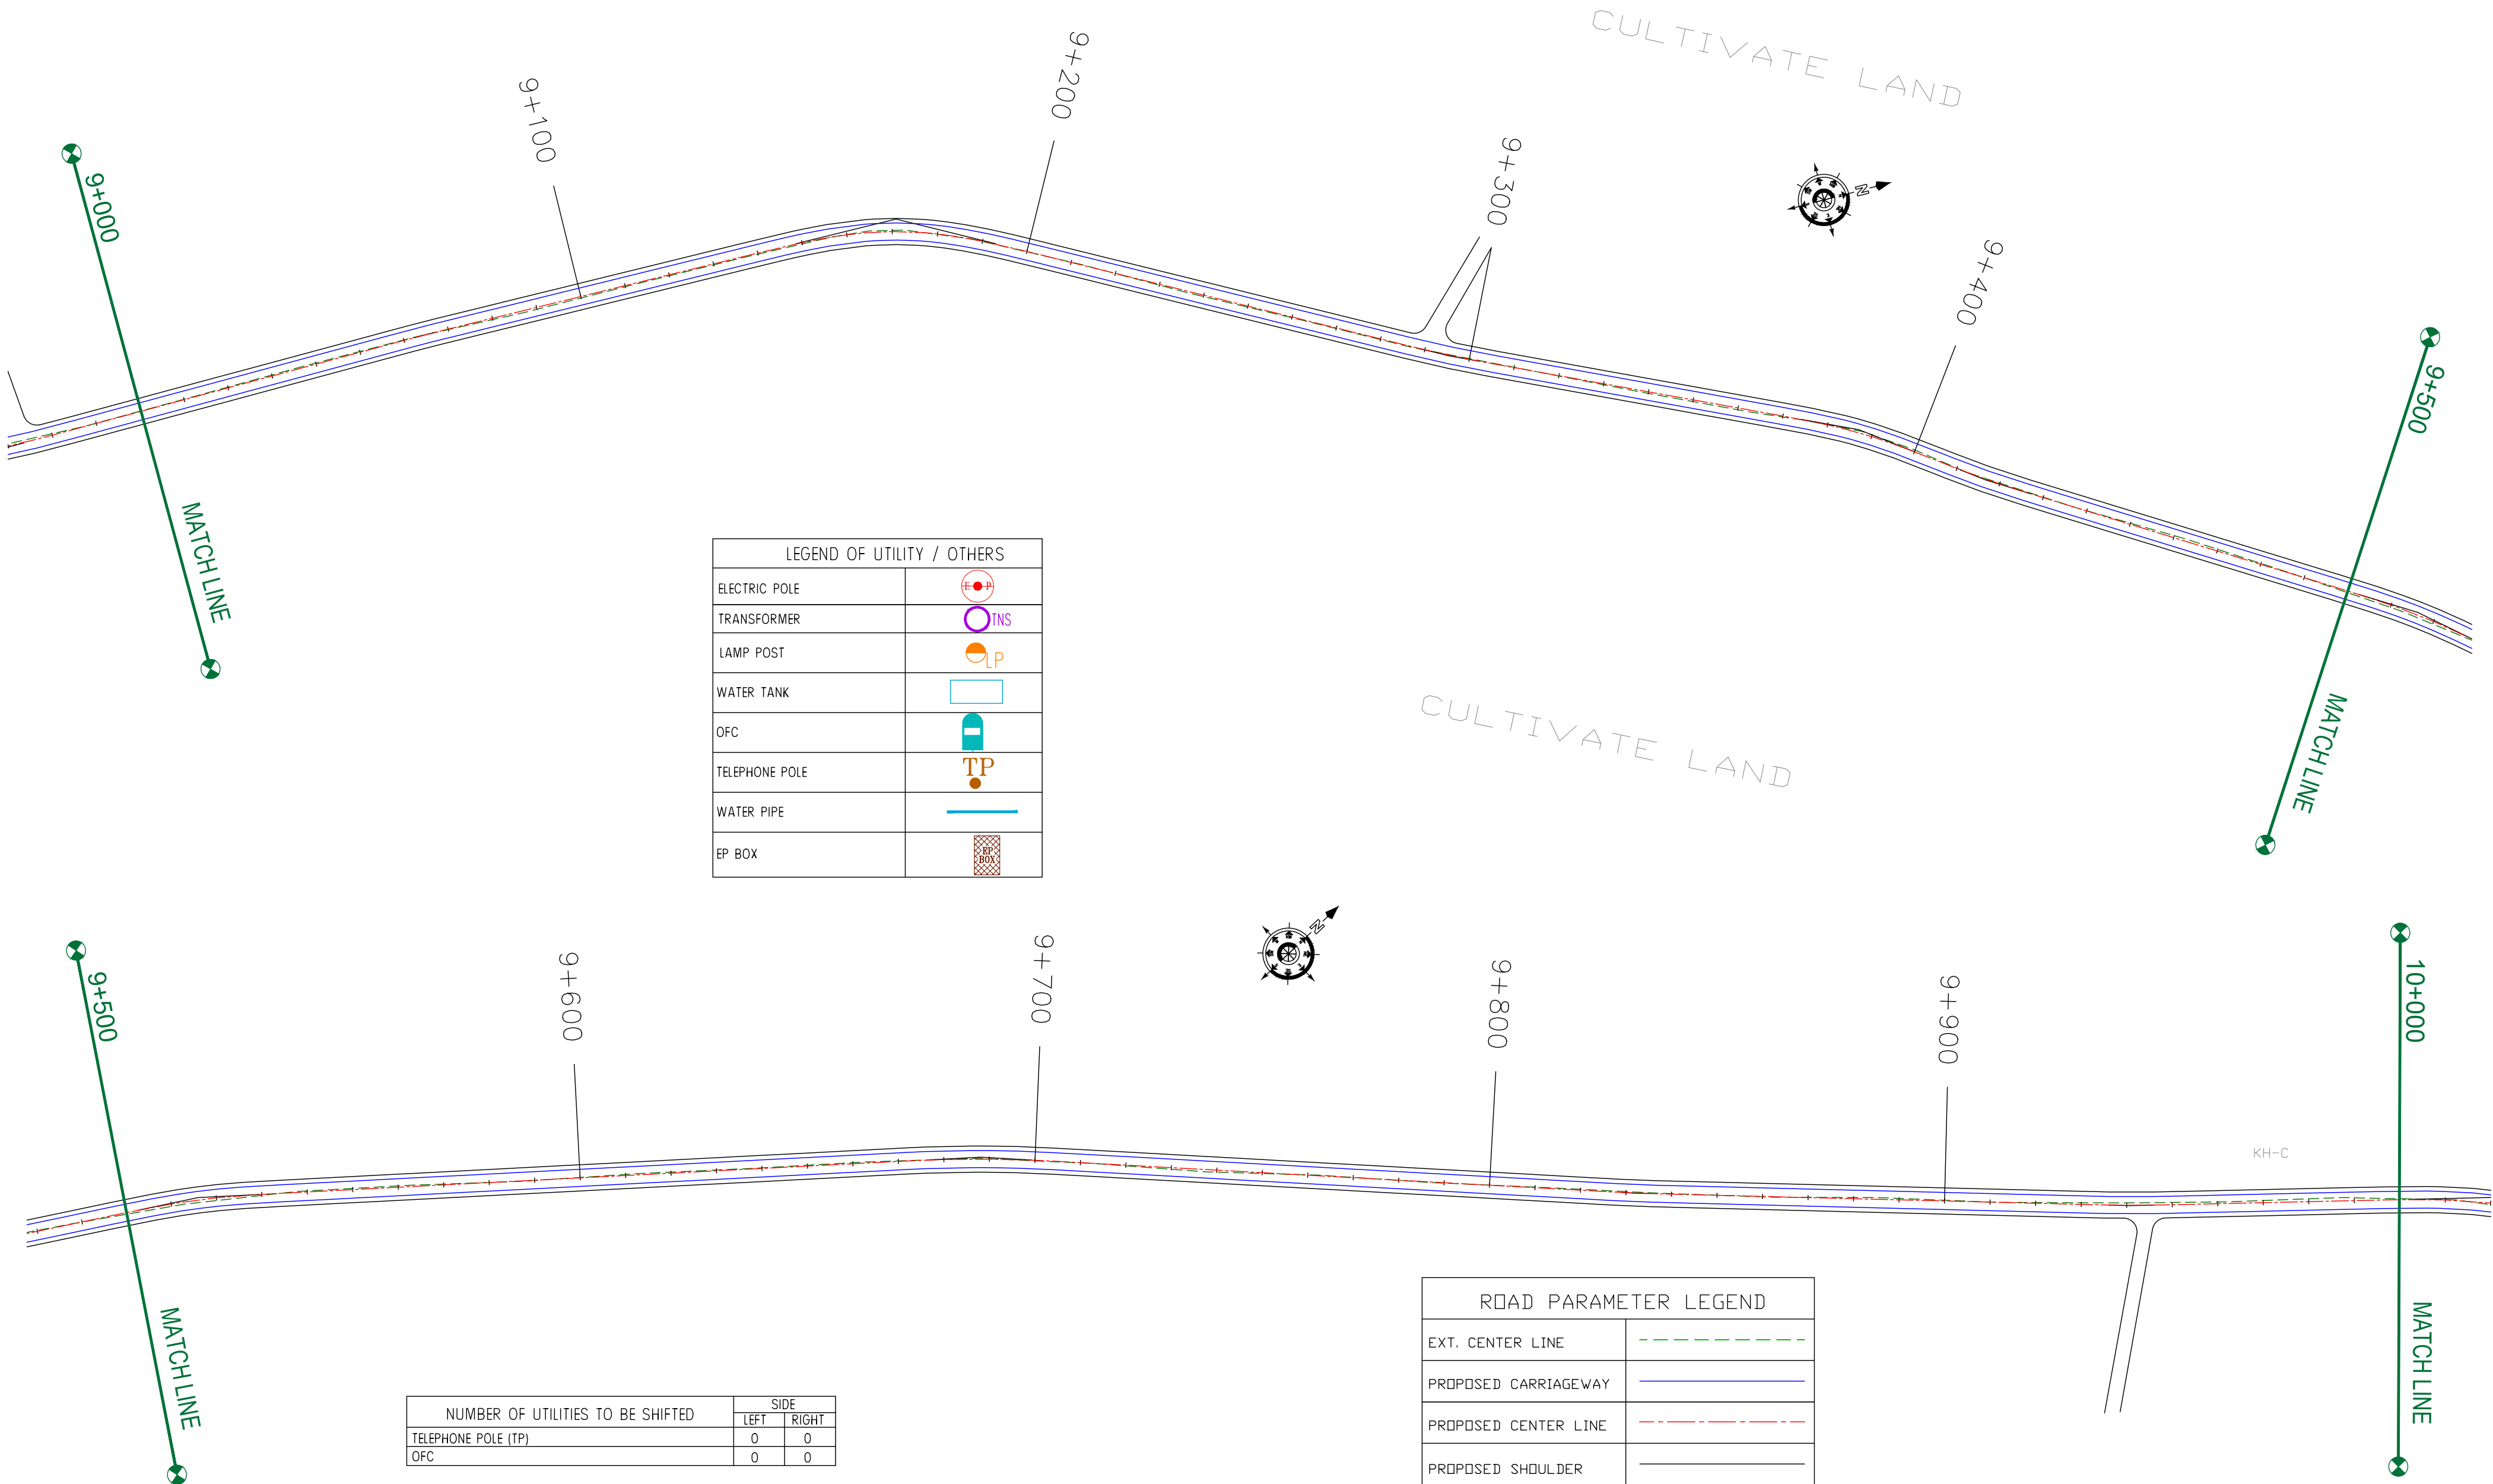 CULTIVATE LAND
9+000
9+100
9+200
9+300
9+400
9+500
N
MATCH LINE
MATCH LINE
LEGEND OF UTILITY / OTHERS
ELECTRIC POLE E P
TRANSFORMER TNS
LAMP POST LP
WATER TANK
OFC
TELEPHONE POLE TP
WATER PIPE
EP BOX EP
BOX
CULTIVATE LAND
N
9+500
9+600
9+700
9+800
9+900
10+000
KH-C
MATCH LINE
MATCH LINE
NUMBER OF UTILITIES TO BE SHIFTED SIDE
LEFT RIGHT
TELEPHONE POLE (TP) 0 0
OFC 0 0
ROAD PARAMETER LEGEND
EXT. CENTER LINE
PROPOSED CARRIAGEWAY
PROPOSED CENTER LINE
PROPOSED SHOULDER